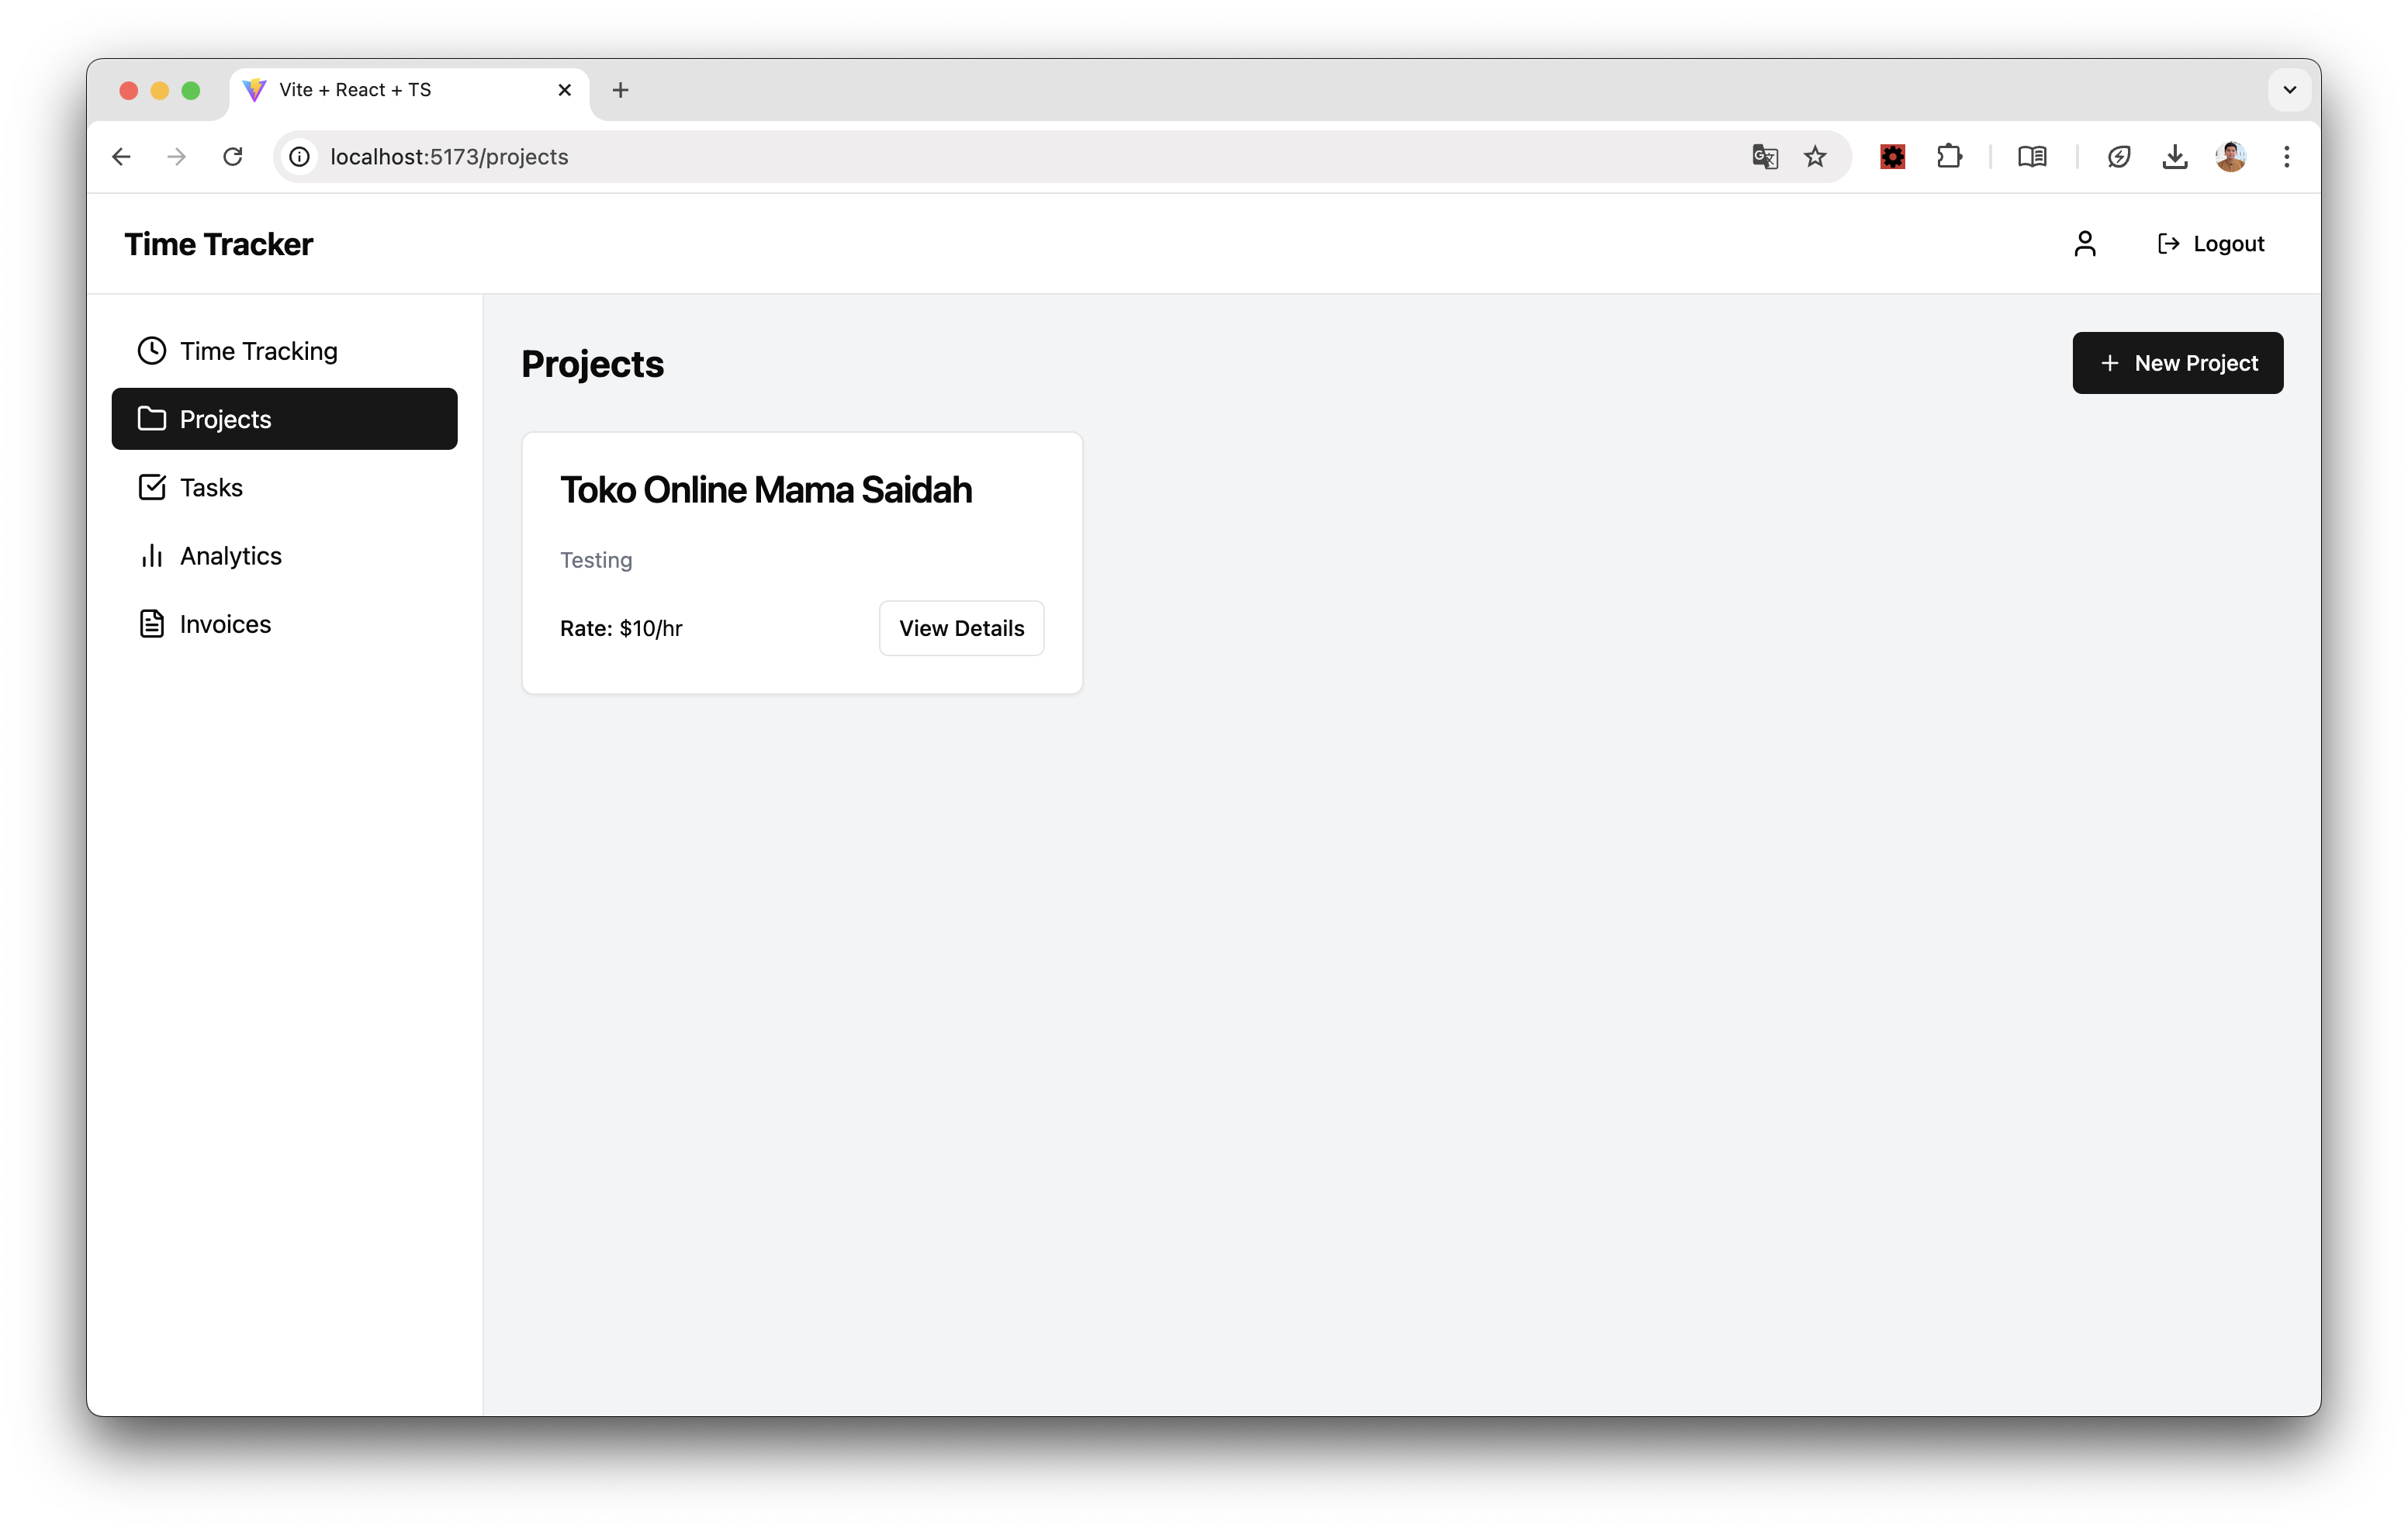 Vite + React + TS
localhost:5173/projects
Time Tracker
Logout
Time Tracking
Projects
Tasks
Analytics
Invoices
Projects
New Project
Toko Online Mama Saidah
Testing
Rate: $10/hr
View Details